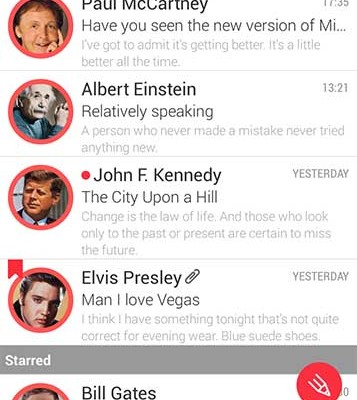 Paul McCartney 17:35
Have you seen the new version of Mi...
I've got to admit it's getting better. It's a little
better all the time.
Albert Einstein 13:21
Relatively speaking
A person who never made a mistake never tried
anything new.
John F. Kennedy YESTERDAY
The City Upon a Hill
Change is the law of life. And those who look
only to the past or present are certain to miss
the future.
Elvis Presley YESTERDAY
Man I love Vegas
I think I have something tonight that's not quite
correct for evening wear. Blue suede shoes.
Starred
Bill Gates